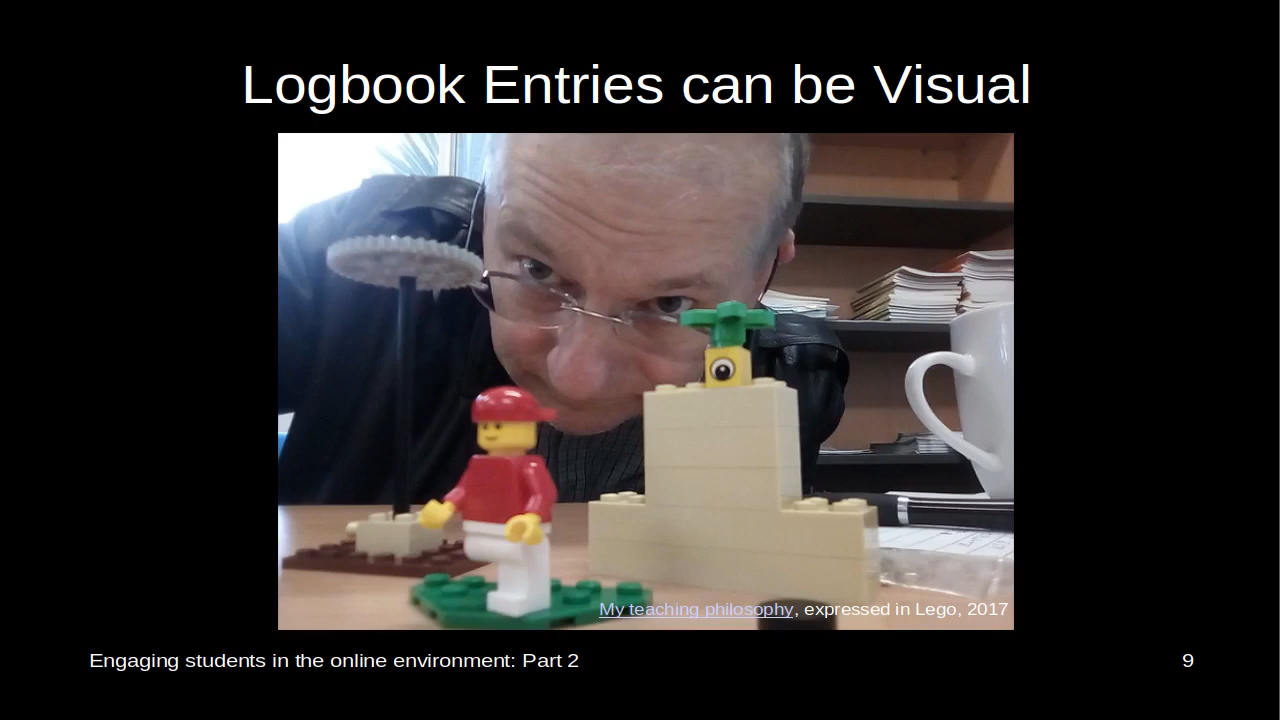 Logbook Entries can be Visual
My teaching philosophy, expressed in Lego, 2017
Engaging students in the online environment: Part 2
9